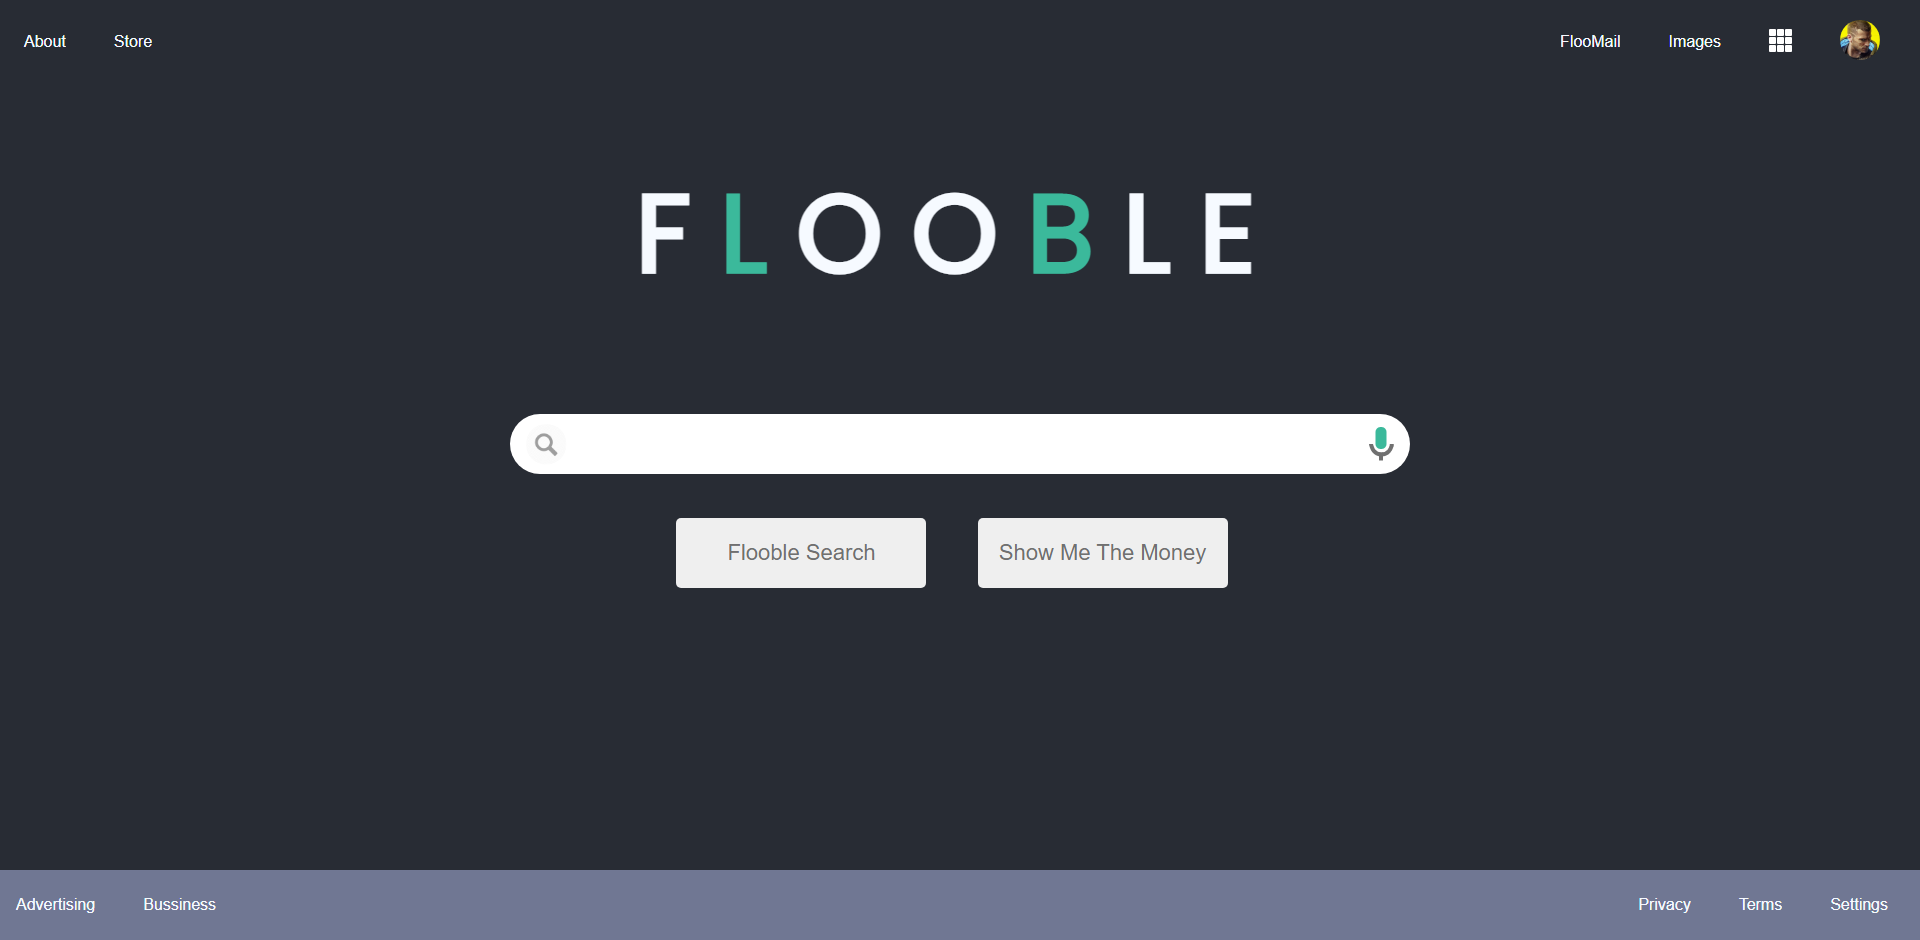 About Store FlooMail Images
FLOOBLE
Flooble Search Show Me The Money
Advertising Bussiness Privacy Terms Settings